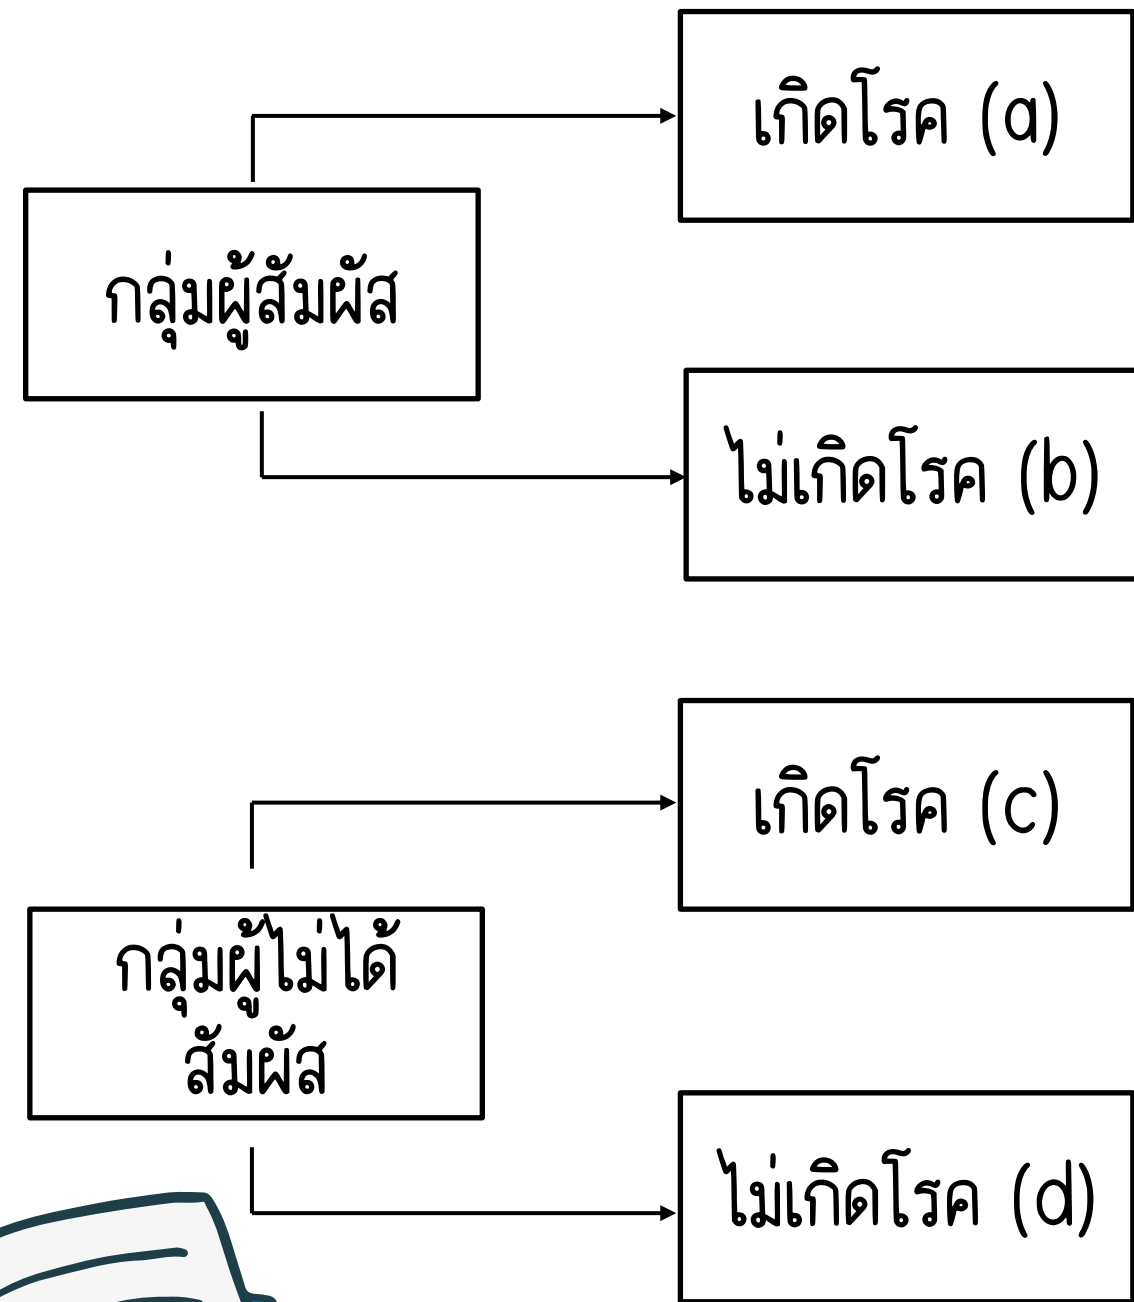 เกิดโรค (a)
กลุ่มผู้สัมผัส
ไม่เกิดโรค (b)
เกิดโรค (c)
กลุ่มผู้ไม่ได้
สัมผัส
ไม่เกิดโรค (d)